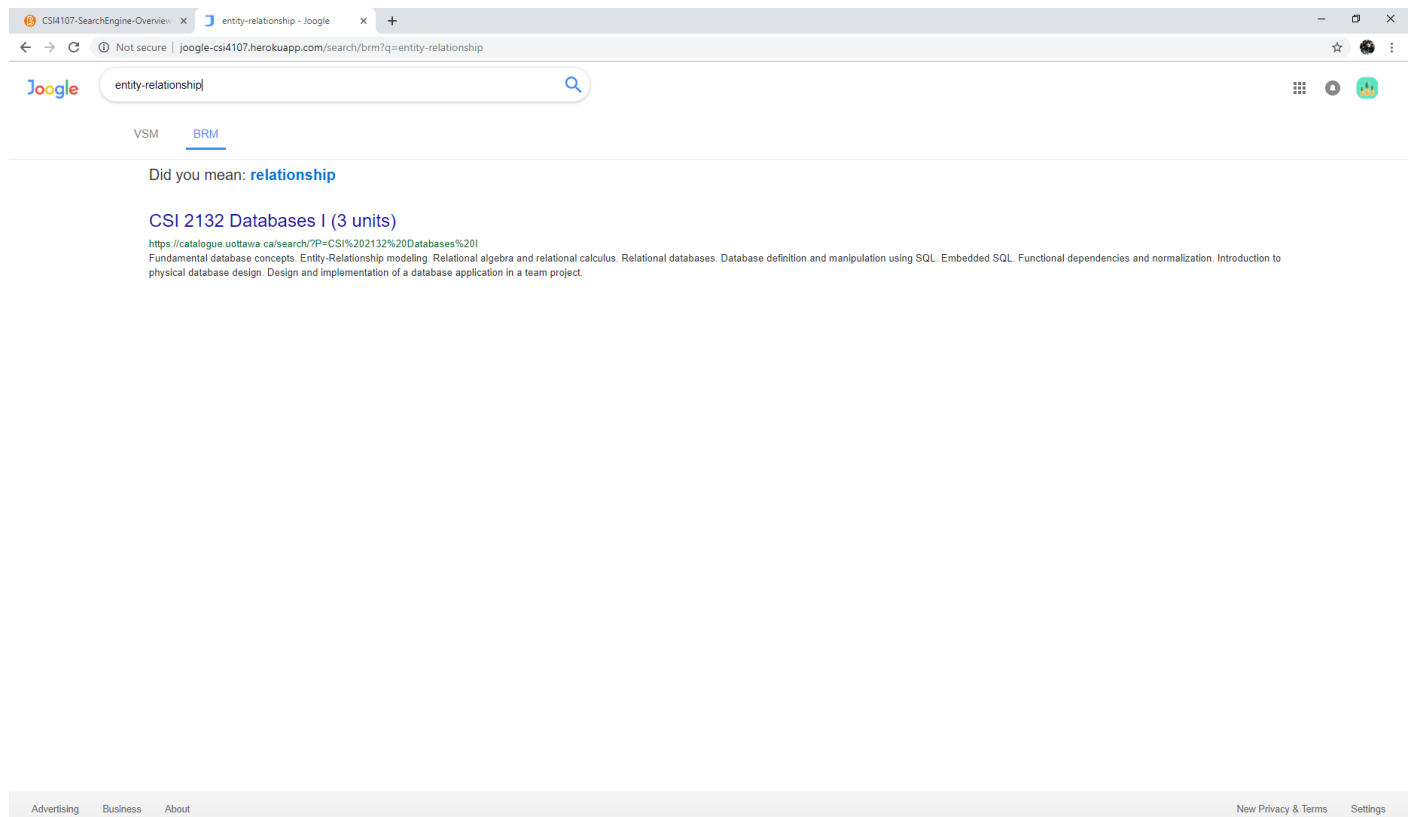 CSI4107-SearchEngine-Overview
entity-relationship - Joogle
Not secure | joogle-csi4107.herokuapp.com/search/brm?q=entity-relationship
Joogle
entity-relationship
VSM BRM
Did you mean: relationship
CSI 2132 Databases I (3 units)
https://catalogue.uottawa.ca/search/?P=CSI%202132%20Databases%20I
Fundamental database concepts. Entity-Relationship modeling. Relational algebra and relational calculus. Relational databases. Database definition and manipulation using SQL. Embedded SQL. Functional dependencies and normalization. Introduction to
physical database design. Design and implementation of a database application in a team project.
Advertising Business About New Privacy & Terms Settings